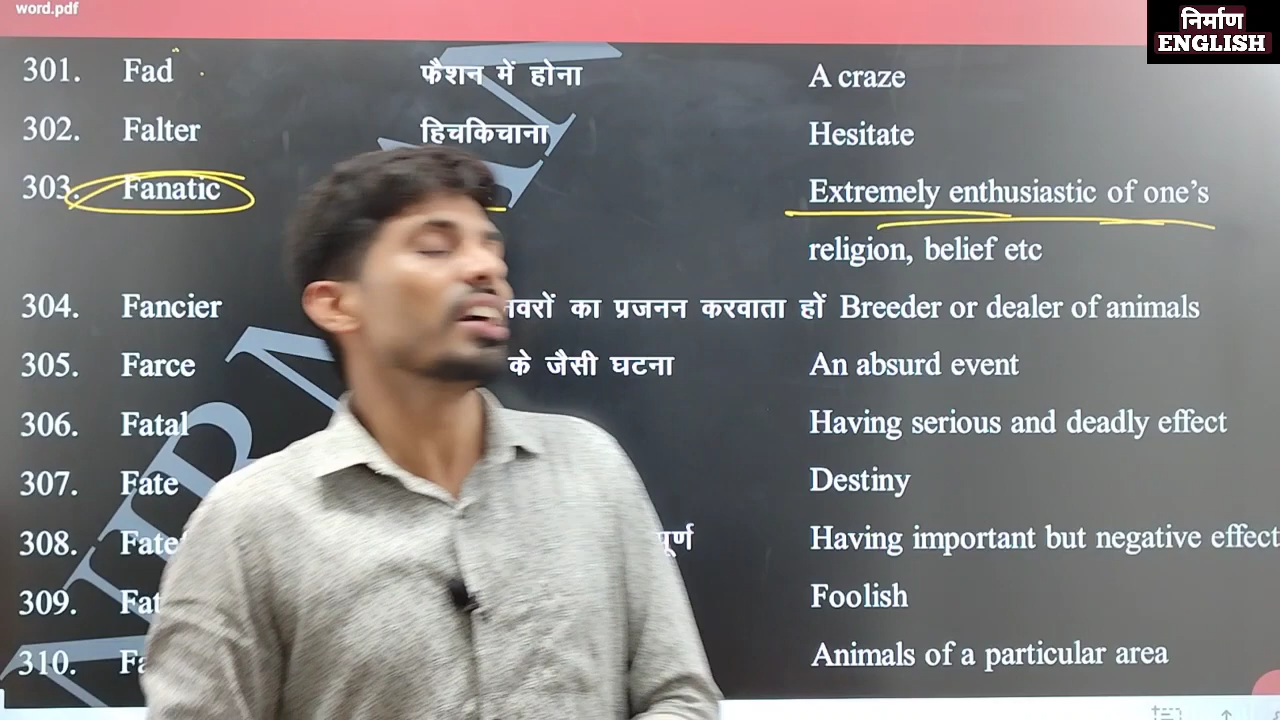 word.pdf
निर्माण
ENGLISH
301. Fad फैशन में होना A craze
302. Falter हिचकिचाना Hesitate
303. Fanatic Extremely enthusiastic of one's
religion, belief etc
304. Fancier का प्रजनन करवाता हों Breeder or dealer of animals
305. Farce के जैसी घटना An absurd event
306. Fatal Having serious and deadly effect
307. Fate Destiny
308. Having important but negative effect
309. Foolish
310. Animals of a particular area